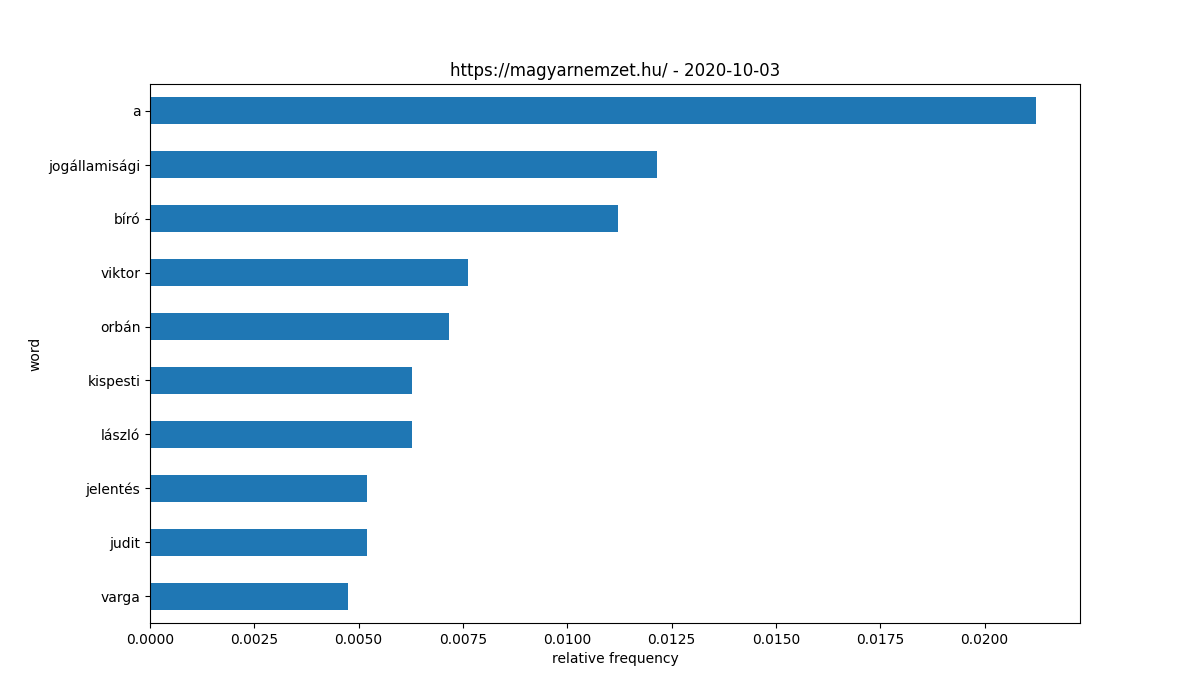 https://magyarnemzet.hu/ - 2020-10-03
a
jogállamisági
bíró
viktor
orbán
kispesti
lászló
jelentés
judit
varga
word
0.0000 0.0025 0.0050 0.0075 0.0100 0.0125 0.0150 0.0175 0.0200
relative frequency